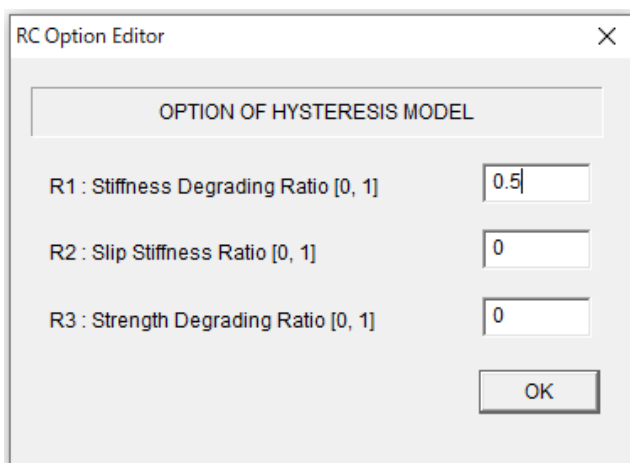 RC Option Editor
OPTION OF HYSTERESIS MODEL
R1 : Stiffness Degrading Ratio [0, 1] 0.5
R2 : Slip Stiffness Ratio [0, 1] 0
R3 : Strength Degrading Ratio [0, 1] 0
OK